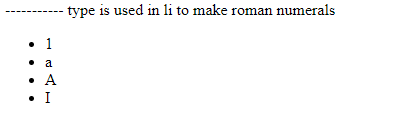 ----------- type is used in li to make roman numerals
• 1
• a
• A
• I